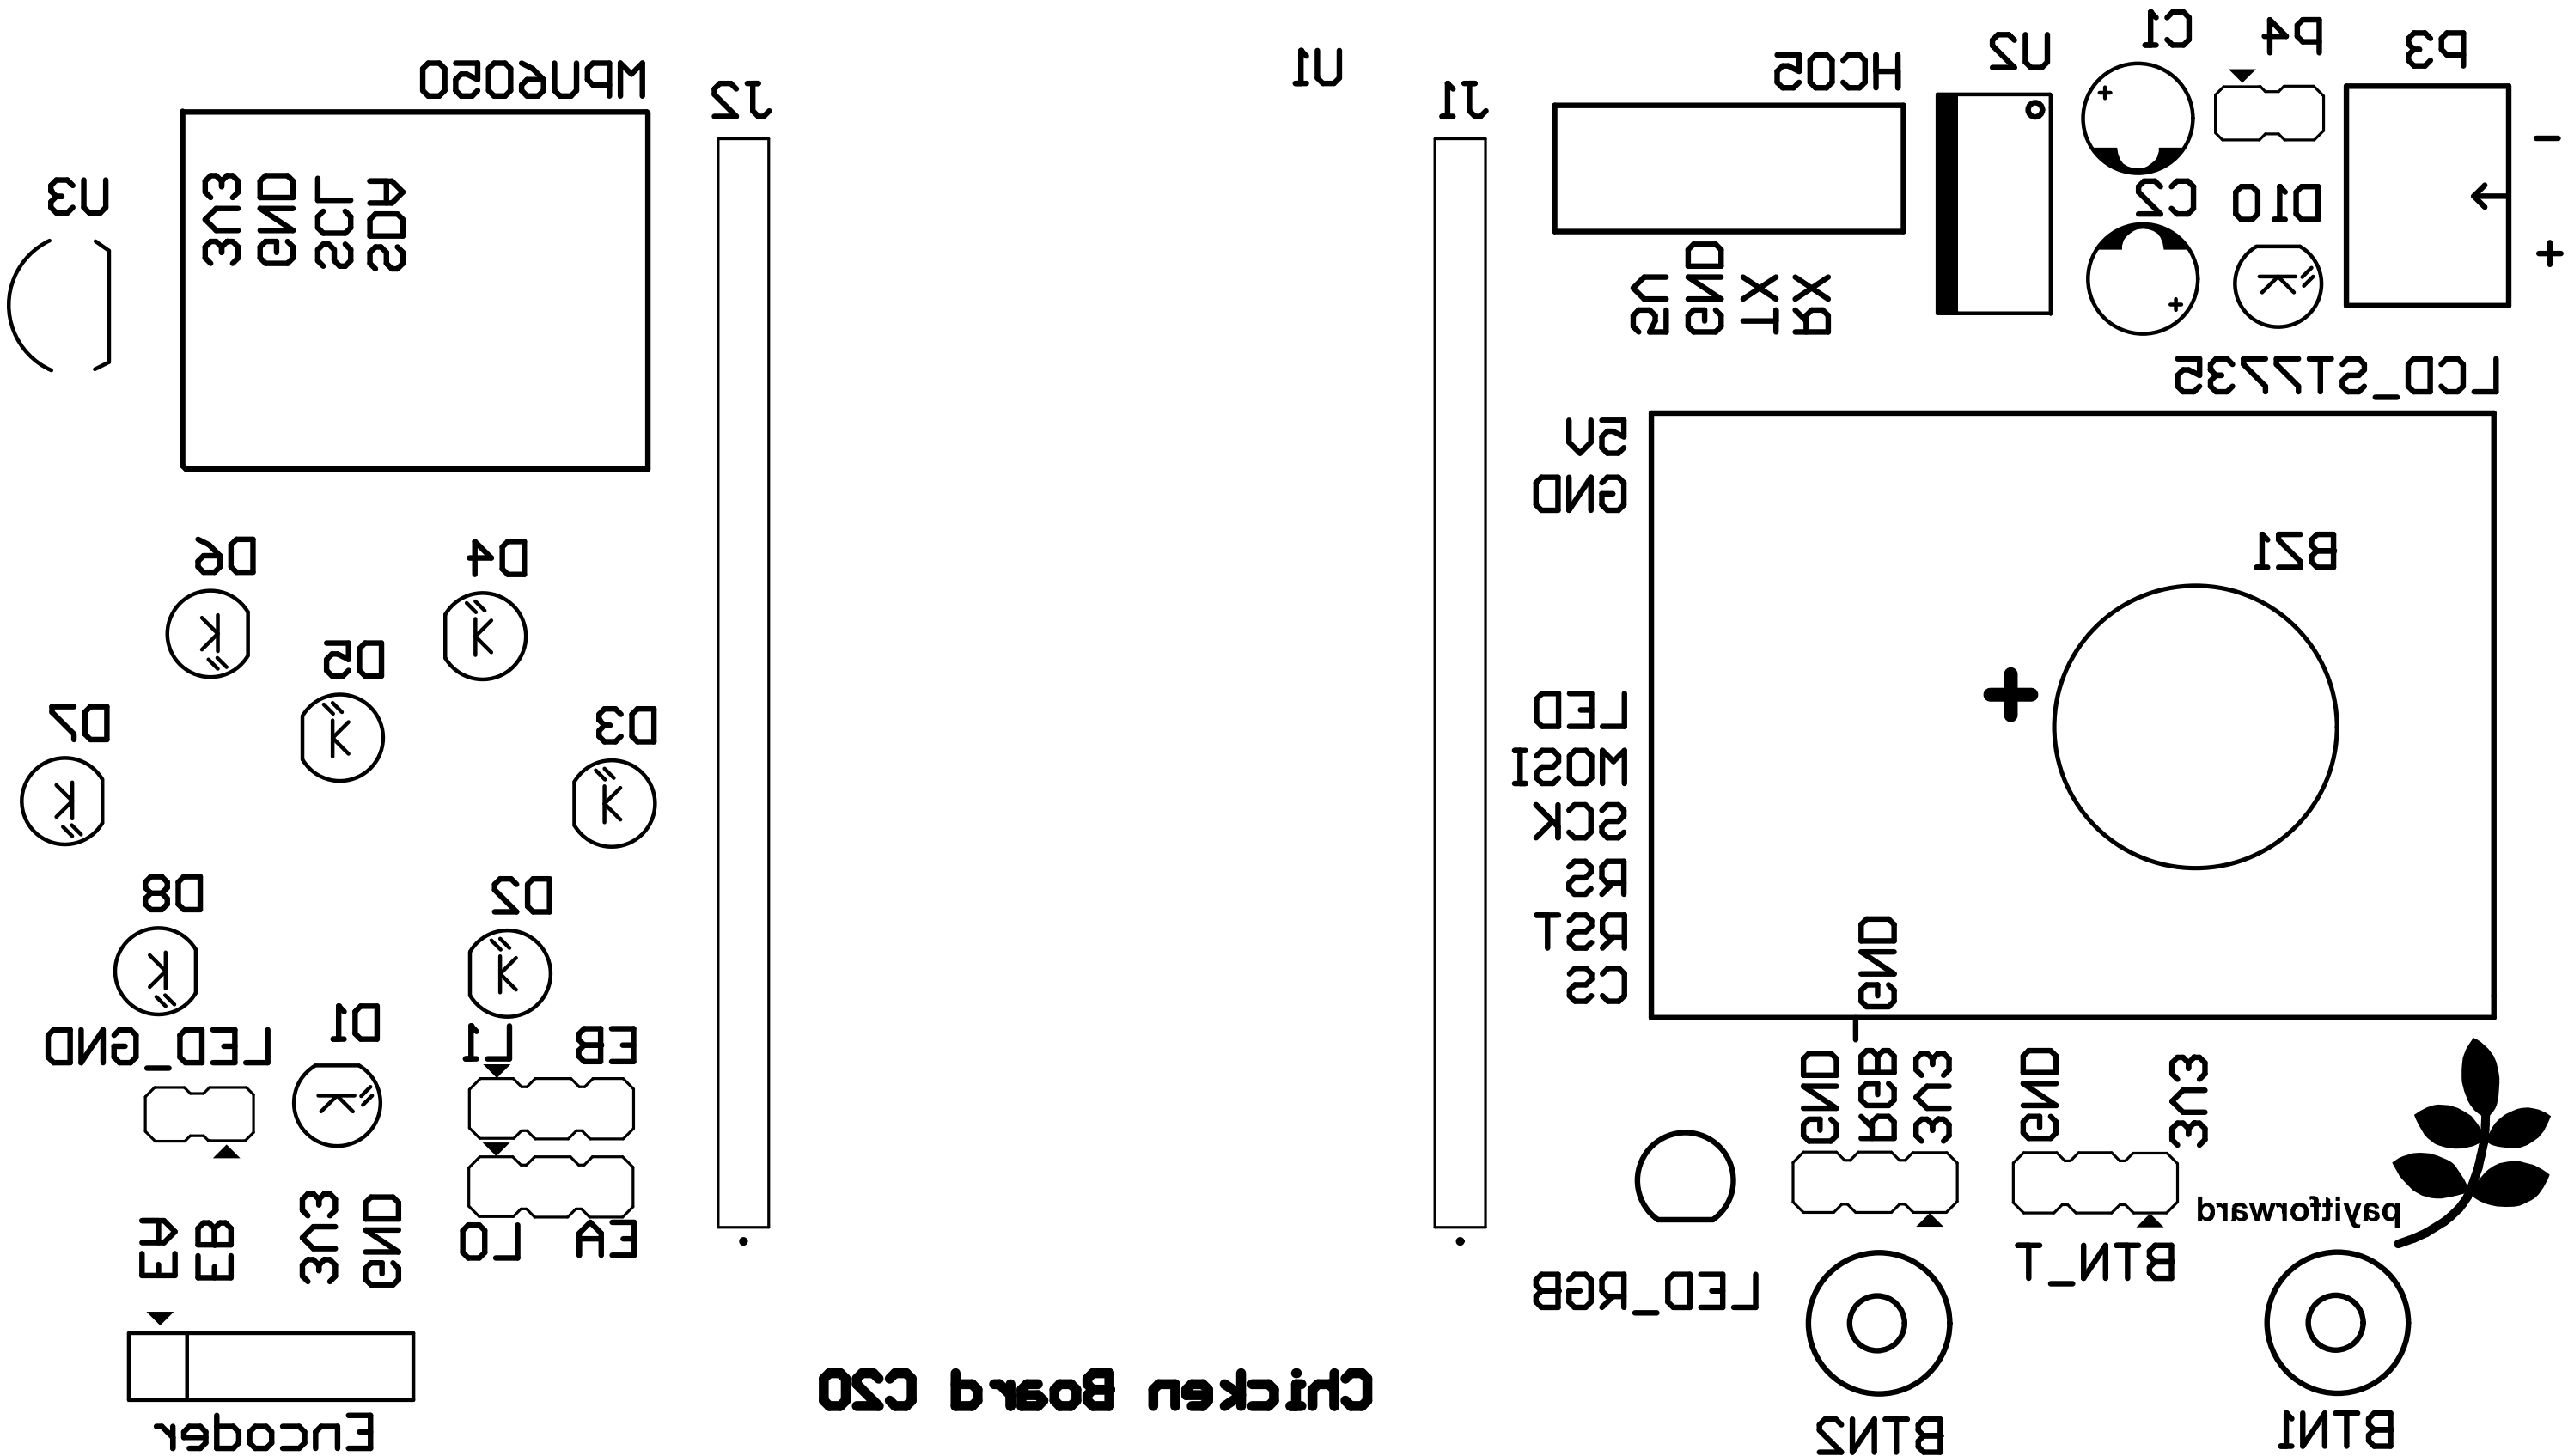 MPU6050
J2
U1
J1
HC05
U2
C1
P4
P3
U3
3V3
GND
SCL
SDA
C2
D10
-
+
5V
GND
TX
RX
LCD_ST7735
5V
GND
LED
MOSI
SCK
RS
RST
CS
BZ1
+
D6
D4
D5
D7
D3
D8
D2
D1
LED_GND
L1
EB
L0
EA
EA
EB
3V3
GND
Encoder
Chicken Board C20
LED_RGB
GND
RGB_GND
3V3
GND
3V3
BTN_T
payitforward
BTN2
BTN1